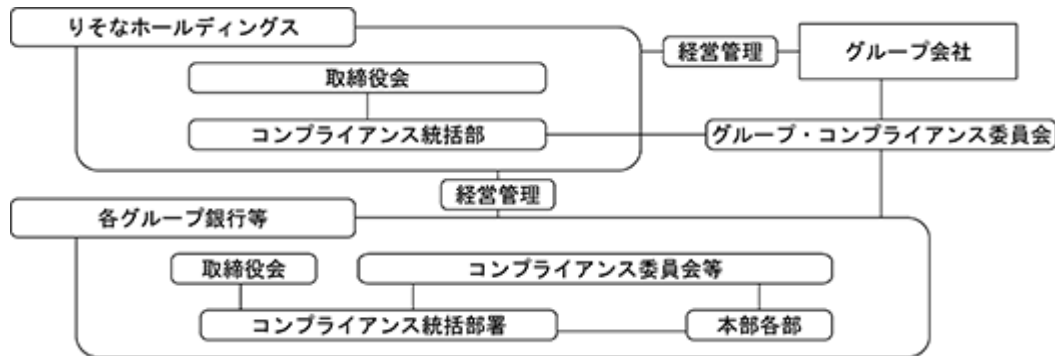 りそなホールディングス
経営管理
グループ会社
取締役会
コンプライアンス統括部
グループ・コンプライアンス委員会
経営管理
各グループ銀行等
取締役会
コンプライアンス委員会等
コンプライアンス統括部署
本部各部